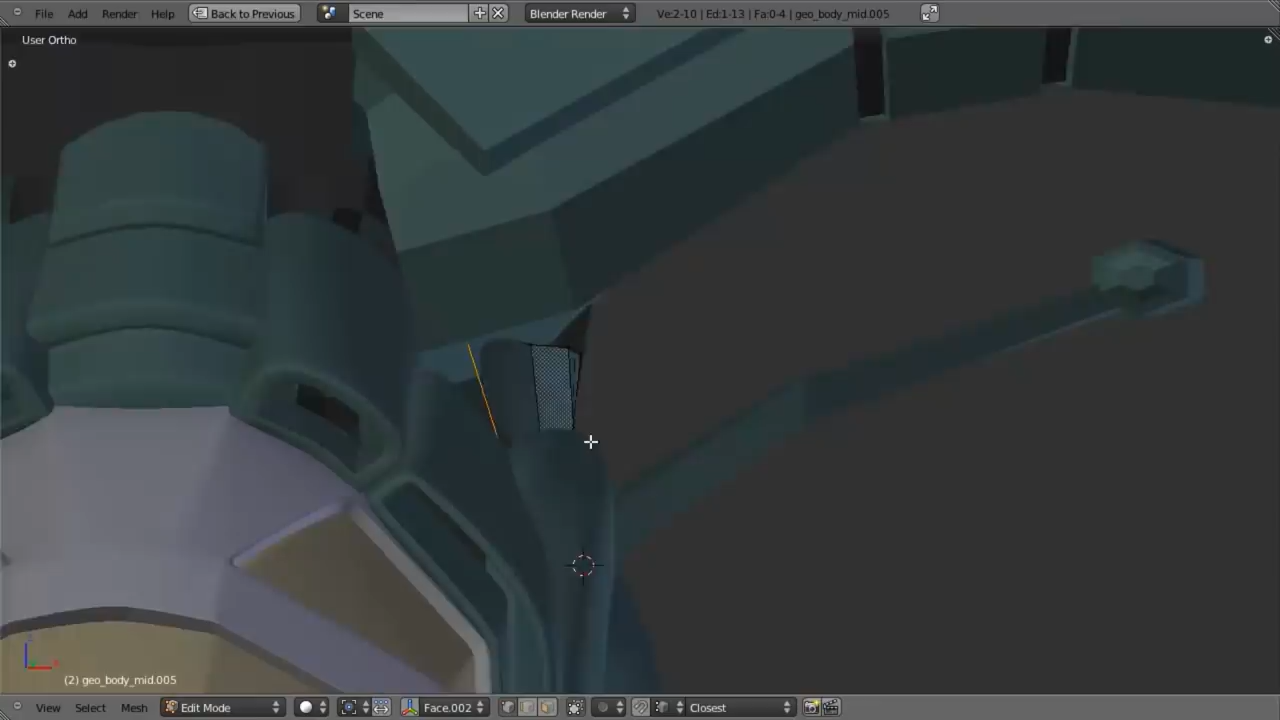 File Add Render Help Back to Previous Scene Blender Render Ve:2-10 | Ed:1-13 | Fa:0-4 | geo_body_mid.005
User Ortho
(2) geo_body_mid.005
View Select Mesh Edit Mode Face.002 Closest